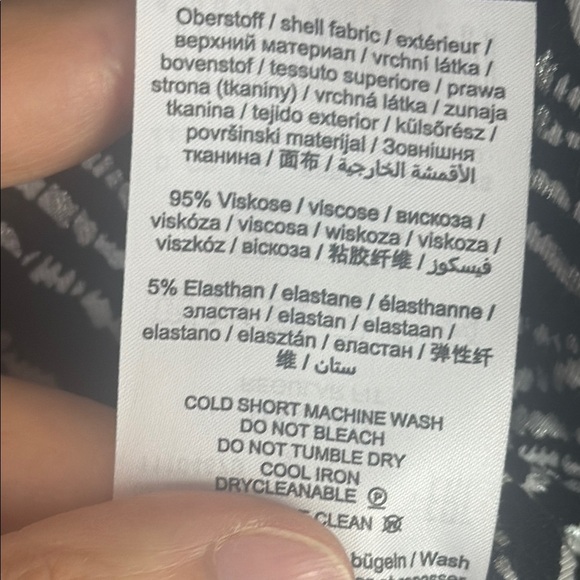 Oberstoff / shell fabric / extérieur /
верхний материал / vrchní látka /
bovenstof / tessuto superiore / prawa
strona (tkaniny) / vrchná látka / zunaja
tkanina / tejido exterior / külsőrész /
površinski materijal / Зовнішня
тканина / 面布 / الأقمشة الخارجية
95% Viskose / viscose / вискоза /
viskóza / viscosa / wiskoza / viskoza /
viszkóz / віскоза / 粘胶纤维 / فيسكوز
5% Elasthan / elastane / élasthanne /
эластан / elastan / elastaan /
elastano / elasztán / еластан / 弹性纤
维 / ستان
COLD SHORT MACHINE WASH
DO NOT BLEACH
DO NOT TUMBLE DRY
COOL IRON
DRYCLEANABLE Ⓟ
CLEAN
bügeln / Wash